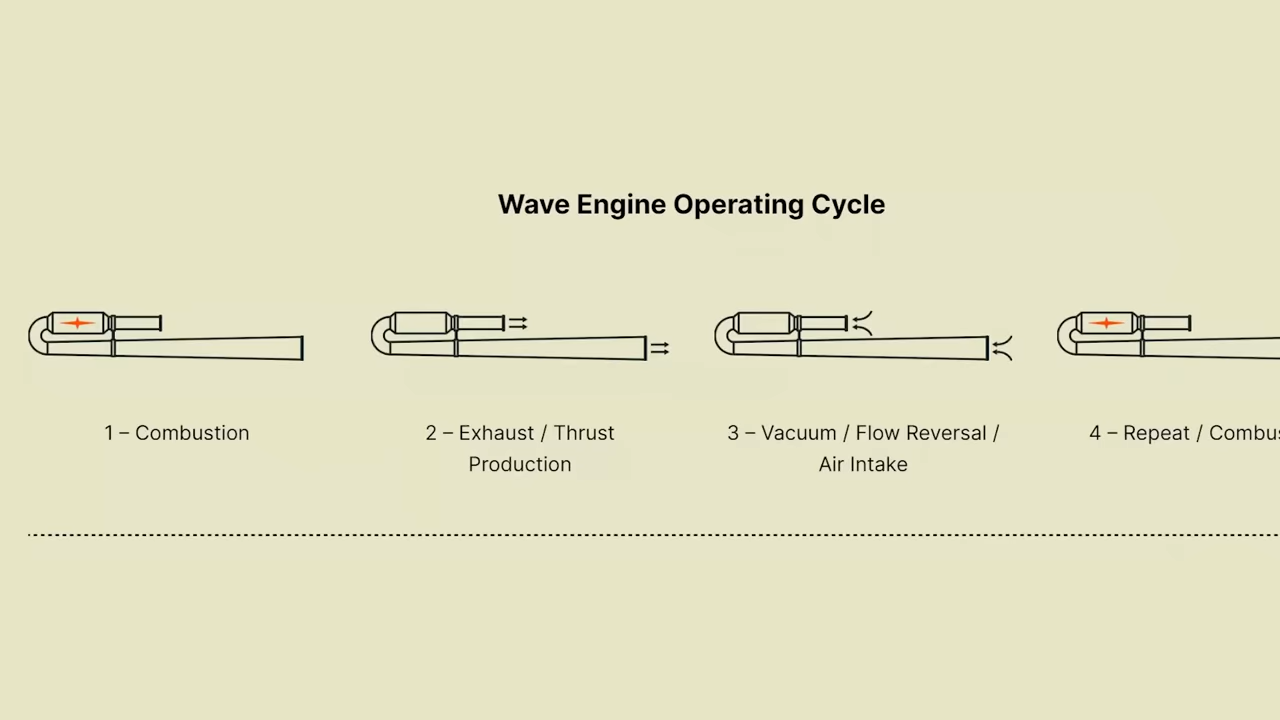 Wave Engine Operating Cycle
1 – Combustion
2 – Exhaust / Thrust
Production
3 – Vacuum / Flow Reversal /
Air Intake
4 – Repeat /